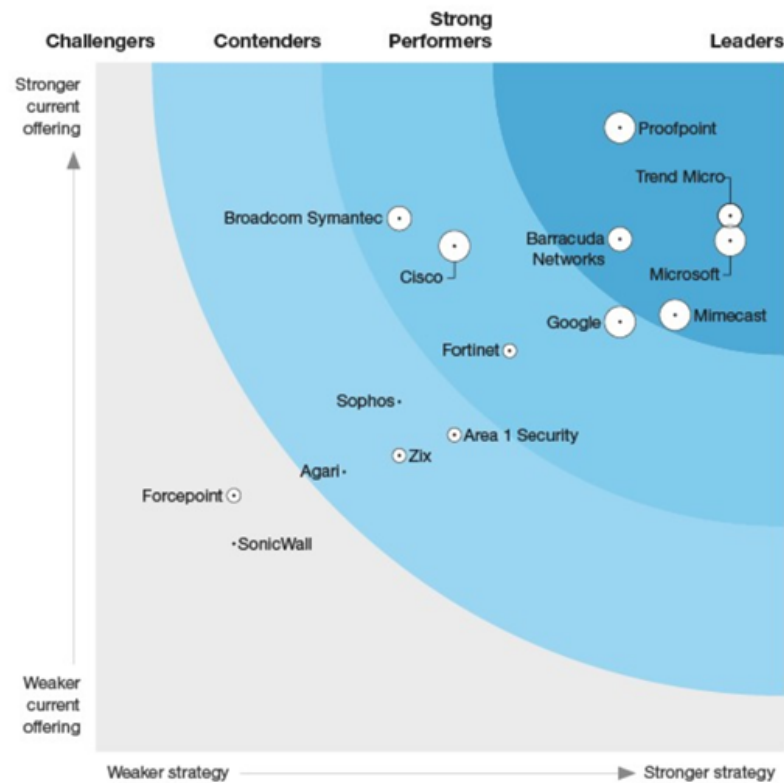 Challengers
Contenders
Strong
Performers
Leaders
Stronger
current
offering
Proofpoint
Trend Micro
Broadcom Symantec
Barracuda
Networks
Cisco
Microsoft
Google
Mimecast
Fortinet
Sophos
Area 1 Security
Zix
Agari
Forcepoint
SonicWall
Weaker
current
offering
Weaker strategy
Stronger strategy